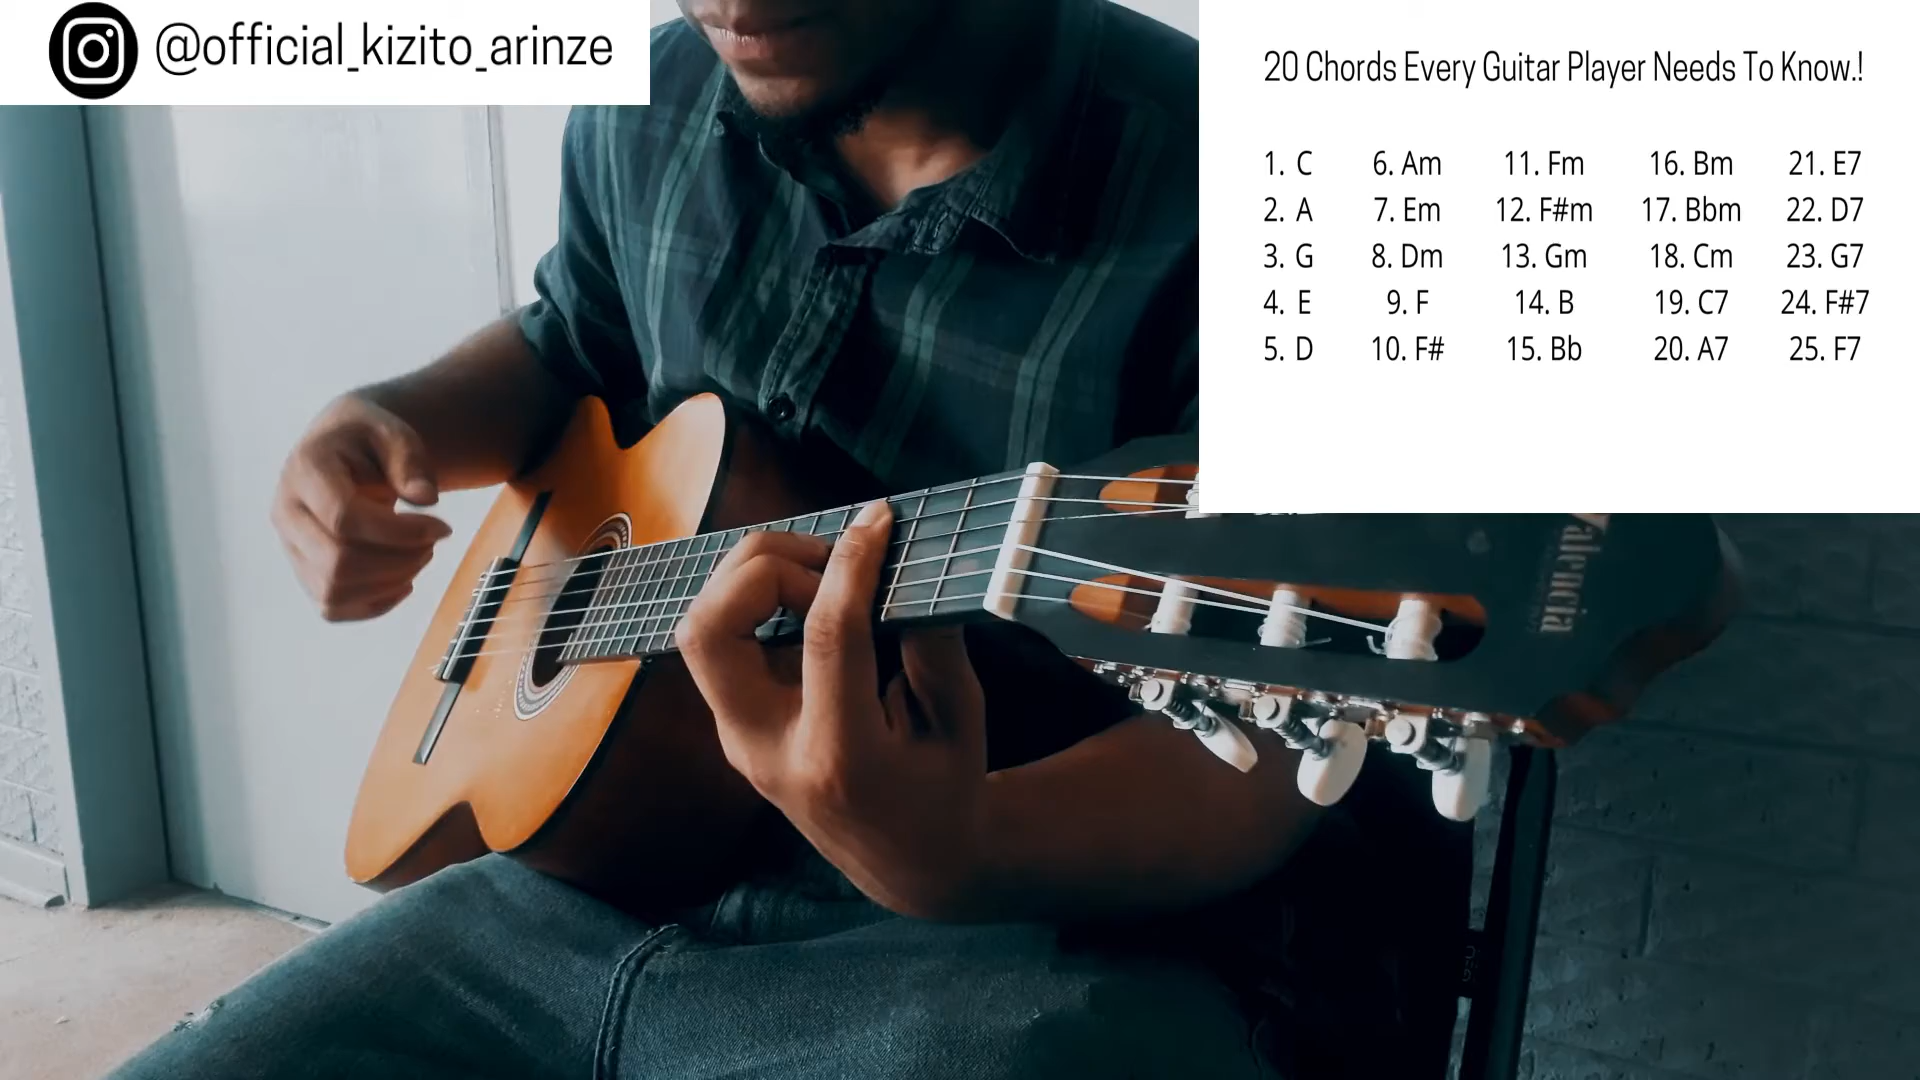 @official_kizito_arinze
20 Chords Every Guitar Player Needs To Know.!
1. C 6. Am 11. Fm 16. Bm 21. E7
2. A 7. Em 12. F#m 17. Bbm 22. D7
3. G 8. Dm 13. Gm 18. Cm 23. G7
4. E 9. F 14. B 19. C7 24. F#7
5. D 10. F# 15. Bb 20. A7 25. F7
Valencia